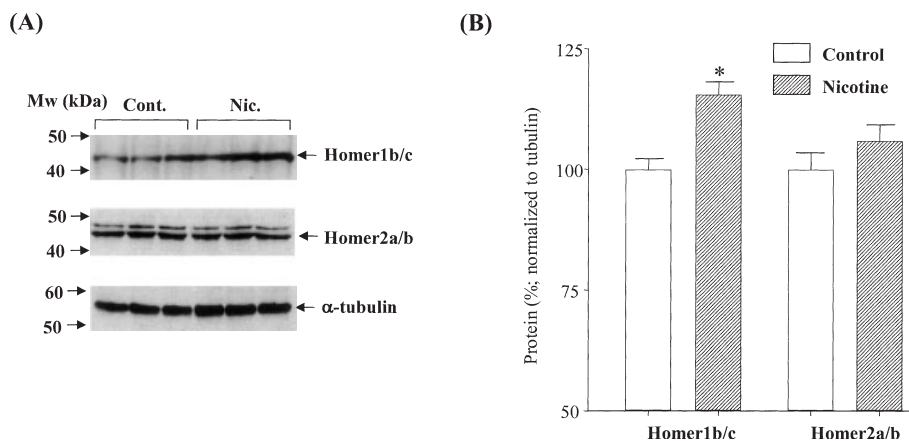 (A)
Mw (kDa)
Cont.
Nic.
50
40
Homer1b/c
50
40
Homer2a/b
60
50
α-tubulin
(B)
Protein (%; normalized to tubulin)
125
100
75
50
*
Control
Nicotine
Homer1b/c
Homer2a/b